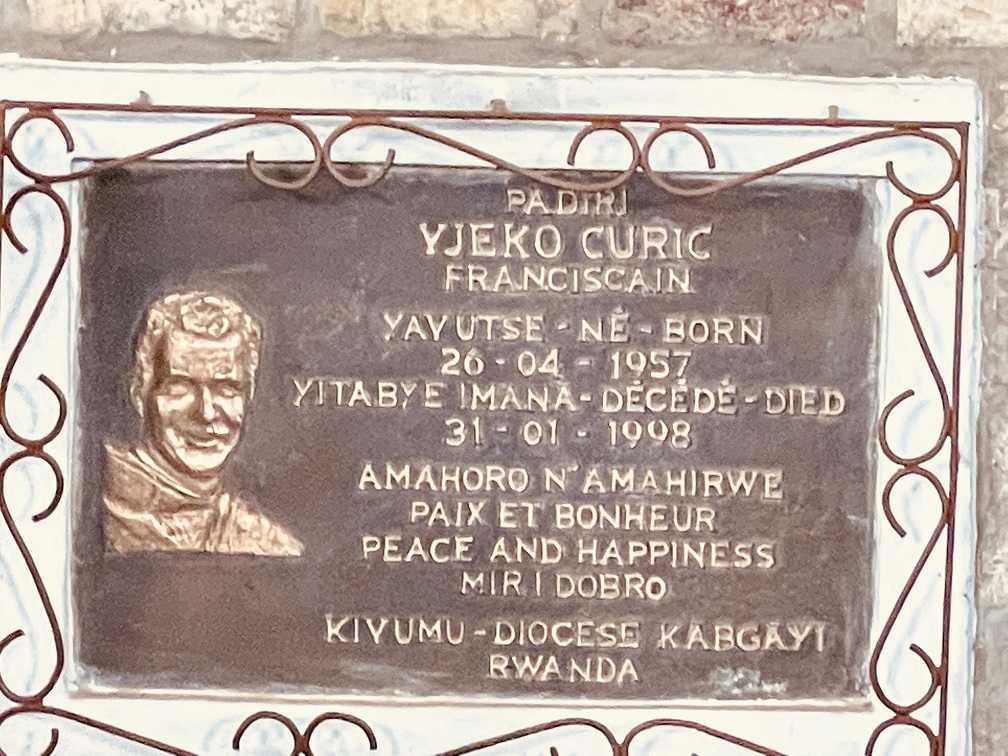 PADIRI
VJEKO CURIC
FRANCISCAIN
YAVUTSE - NÉ - BORN
26 - 04 - 1957
YITABYE IMANA - DÉCÉDÉ - DIED
31 - 01 - 1998
AMAHORO N'AMAHIRWE
PAIX ET BONHEUR
PEACE AND HAPPINESS
MIR I DOBRO
KIVUMU - DIOCESE KABGAYI
RWANDA